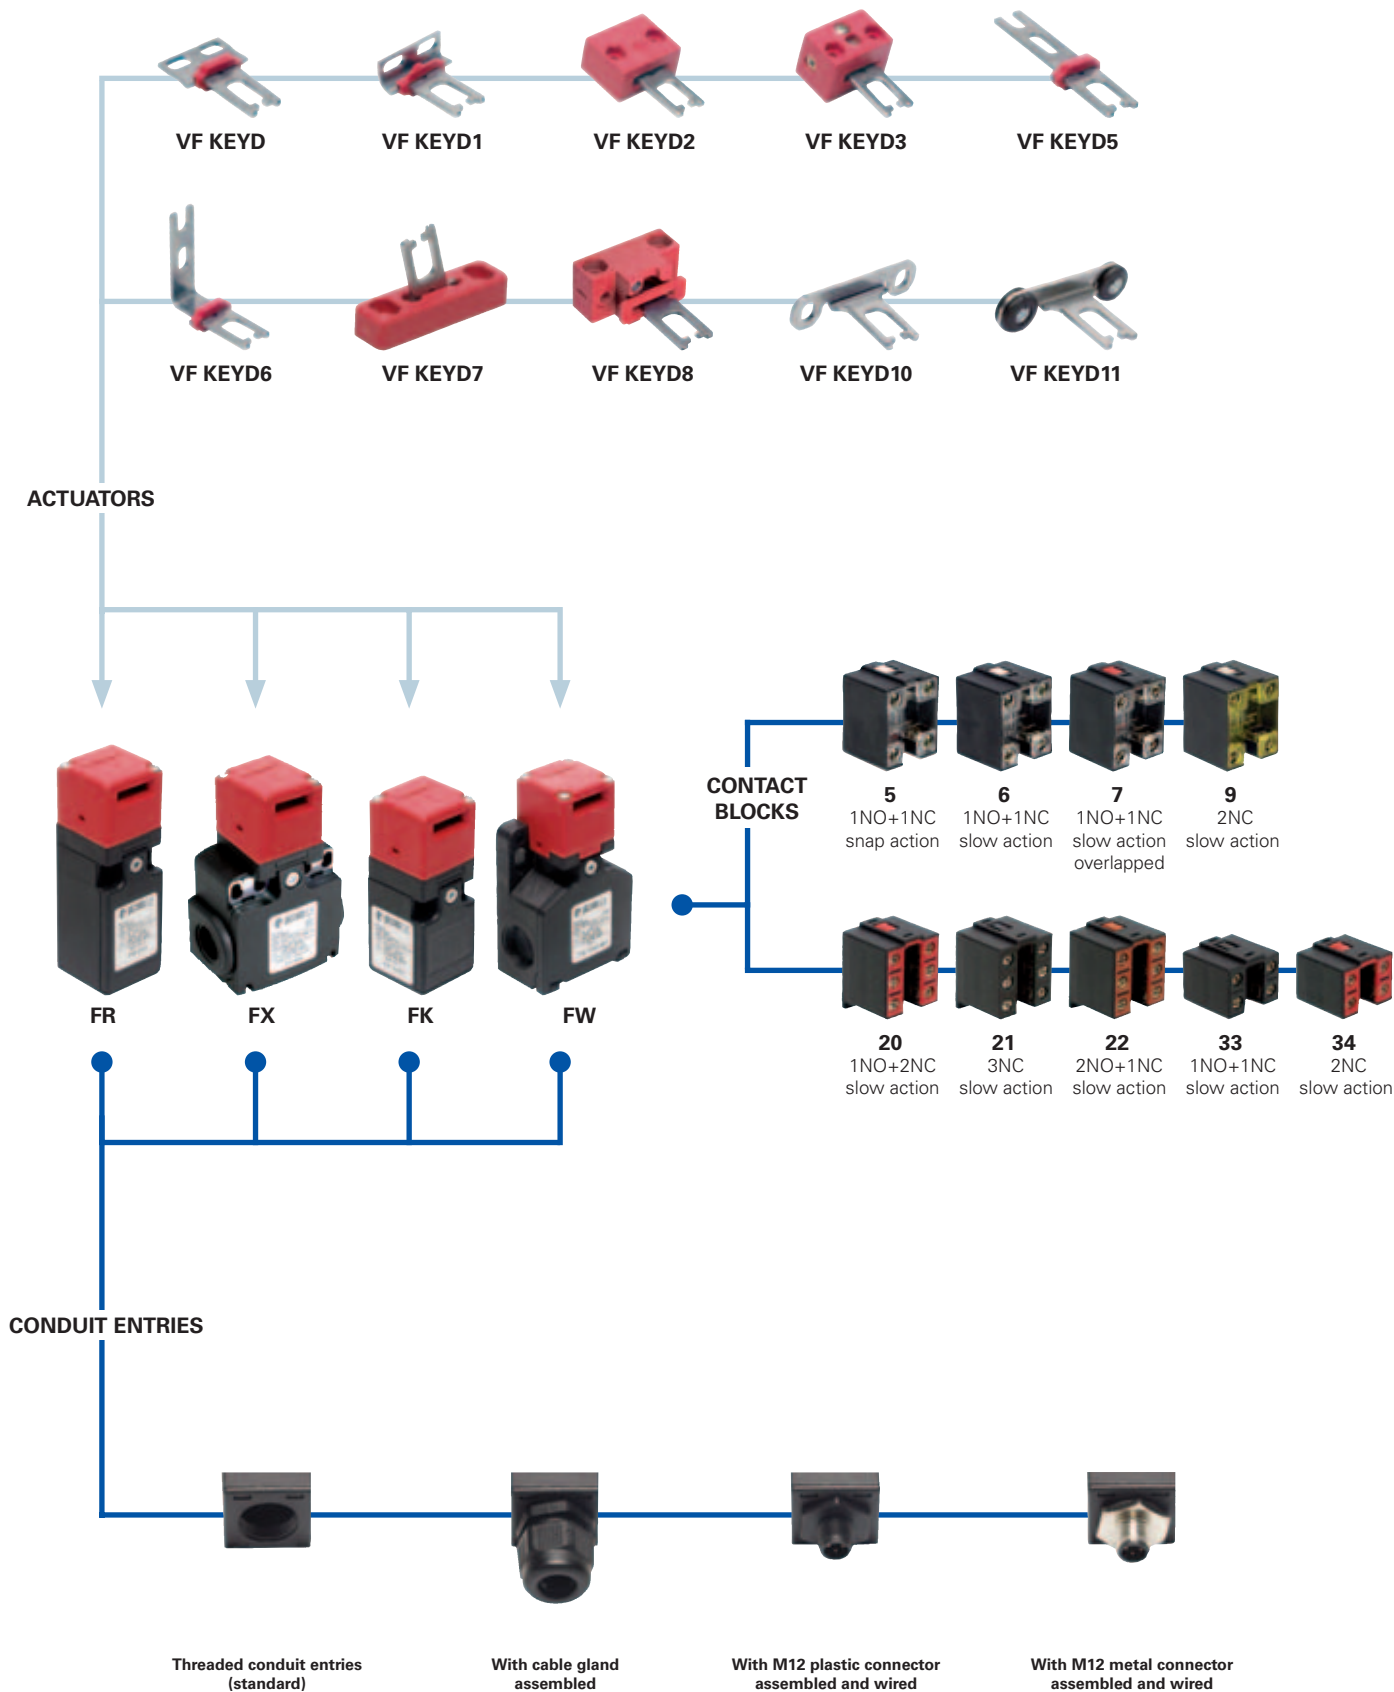 VF KEYD
VF KEYD1
VF KEYD2
VF KEYD3
VF KEYD5
VF KEYD6
VF KEYD7
VF KEYD8
VF KEYD10
VF KEYD11
ACTUATORS
FR
FX
FK
FW
CONTACT
BLOCKS
5
1NO+1NC
snap action
6
1NO+1NC
slow action
7
1NO+1NC
slow action
overlapped
9
2NC
slow action
20
1NO+2NC
slow action
21
3NC
slow action
22
2NO+1NC
slow action
33
1NO+1NC
slow action
34
2NC
slow action
CONDUIT ENTRIES
Threaded conduit entries
(standard)
With cable gland
assembled
With M12 plastic connector
assembled and wired
With M12 metal connector
assembled and wired